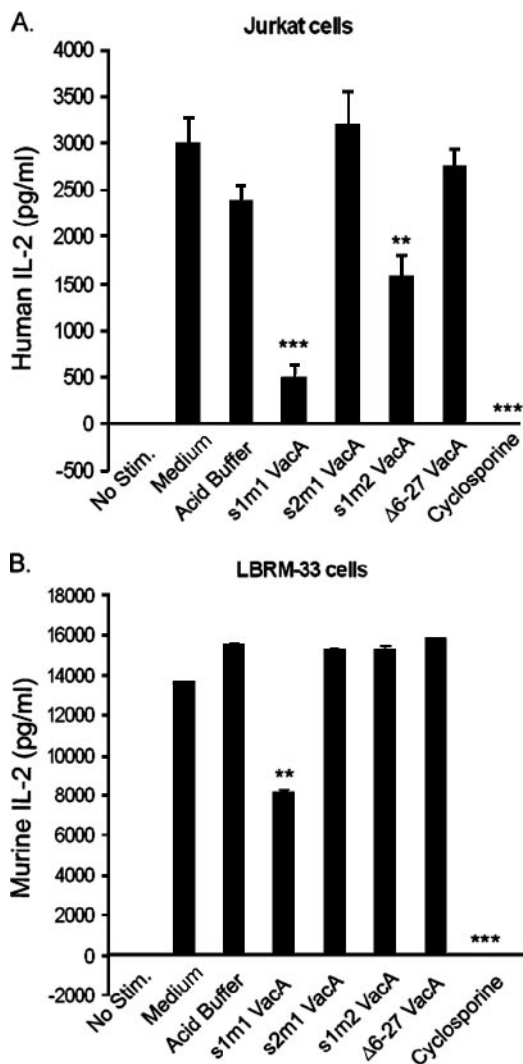 A.
Jurkat cells
Human IL-2 (pg/ml)
4000
3500
3000
2500
2000
1500
1000
500
0
-500
***
**
***
No Stim.
Medium
Acid Buffer
s1m1 VacA
s2m1 VacA
s1m2 VacA
Δ6-27 VacA
Cyclosporine
B.
LBRM-33 cells
Murine IL-2 (pg/ml)
18000
16000
14000
12000
10000
8000
6000
4000
2000
0
-2000
**
***
No Stim.
Medium
Acid Buffer
s1m1 VacA
s2m1 VacA
s1m2 VacA
Δ6-27 VacA
Cyclosporine